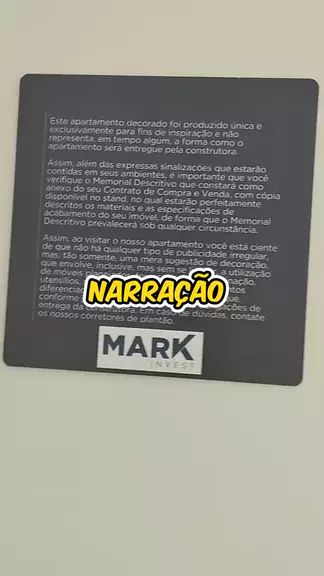 Este apartamento decorado foi produzido única e
exclusivamente para fins de inspiração e não
representa, em tempo algum, a forma como o
apartamento será entregue pela construtora.
Assim, além das expressas sinalizações que estarão
contidas em seus ambientes, é importante que você
verifique o Memorial Descritivo que constará como
anexo do seu Contrato de Compra e Venda, com cópia
disponível no stand, no qual estarão perfeitamente
descritos os materiais e as especificações de
acabamento do seu imóvel, de forma que o Memorial
Descritivo prevalecerá sob qualquer circunstância.
Assim, ao visitar o nosso apartamento você está ciente
de que não há qualquer tipo de publicidade irregular,
mas, tão somente, uma mera sugestão de decoração,
que envolve, inclusive, mas sem se a utilização
de móveis
utensílios,
NARRAÇÃO
conforme
entrega da construtora. Em caso de dúvidas, contate
os nossos corretores de plantão.
MARK
INVEST